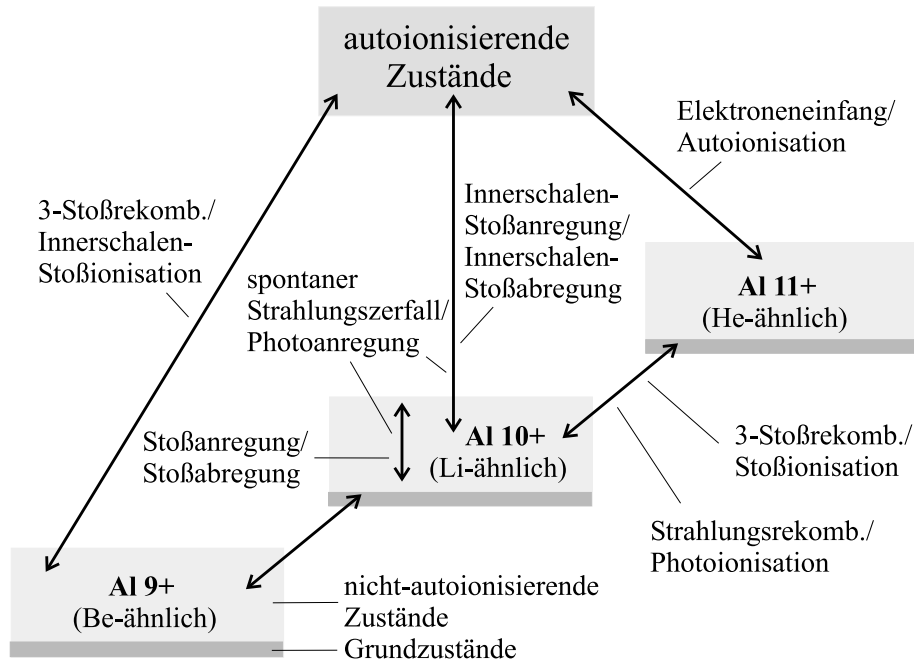 autoionisierende
Zustände
Elektroneneinfang/
Autoionisation
3-Stoßrekomb./
Innerschalen-
Stoßionisation
Innerschalen-
Stoßanregung/
Innerschalen-
Stoßabregung
spontaner
Strahlungszerfall/
Photoanregung
Al 11+
(He-ähnlich)
Stoßanregung/
Stoßabregung
Al 10+
(Li-ähnlich)
3-Stoßrekomb./
Stoßionisation
Strahlungsrekomb./
Photoionisation
Al 9+
(Be-ähnlich)
nicht-autoionisierende
Zustände
Grundzustände